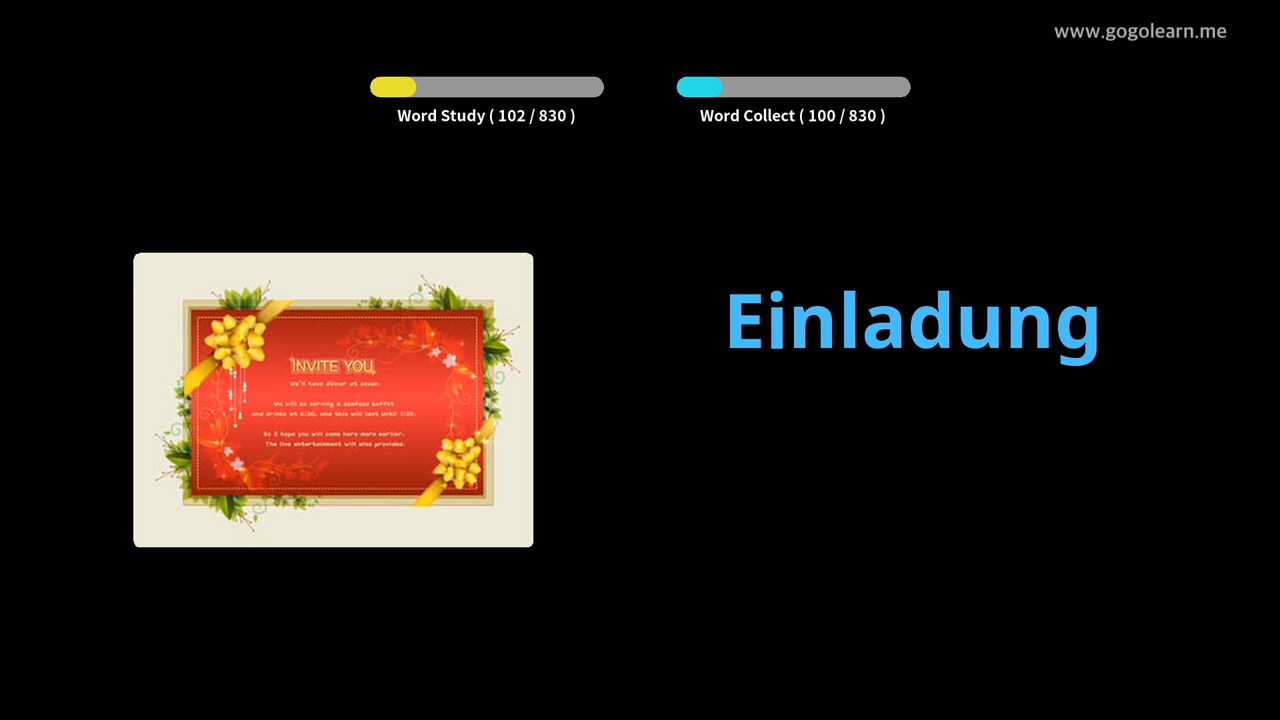 www.gogolearn.me
Word Study ( 102 / 830 )
Word Collect ( 100 / 830 )
Einladung
INVITE YOU
We'll have dinner at seven.
We will be serving a seafood buffet
and drinks at 6:30, and this will last until 7:30.
So I hope you will come here more earlier.
The live entertainment will also provided.